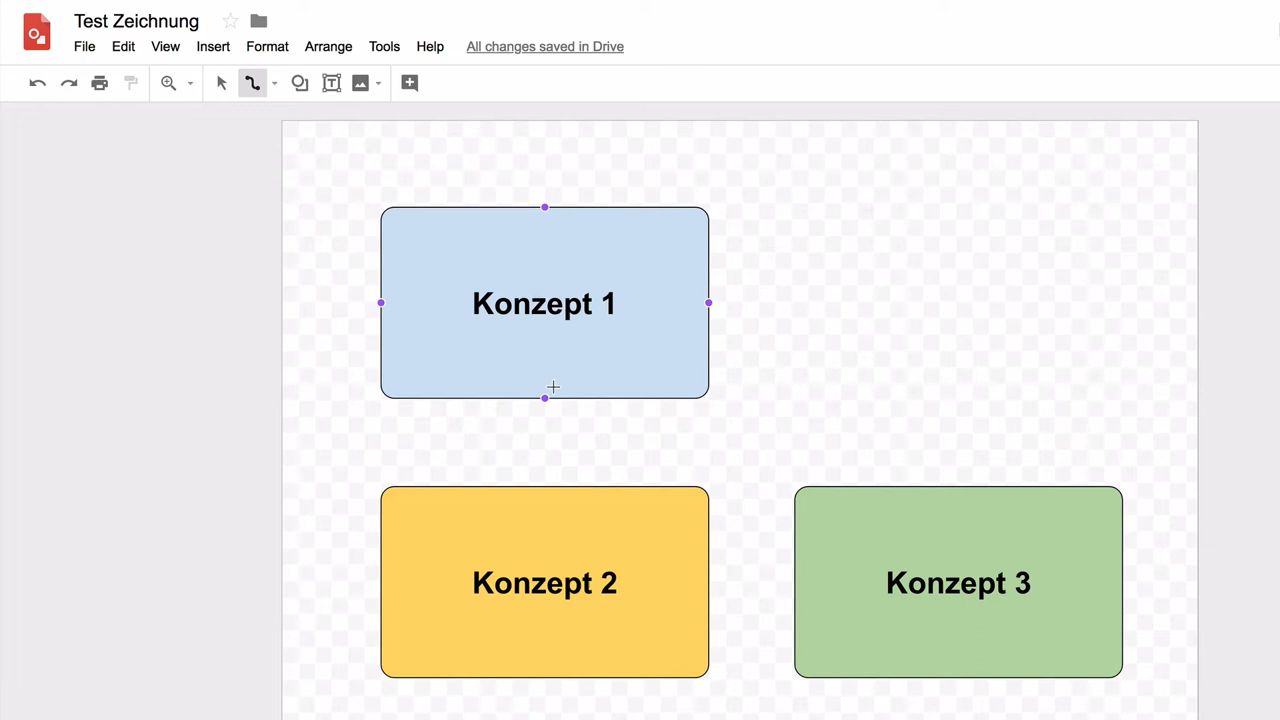 Test Zeichnung
File Edit View Insert Format Arrange Tools Help All changes saved in Drive
Konzept 1
Konzept 2 Konzept 3